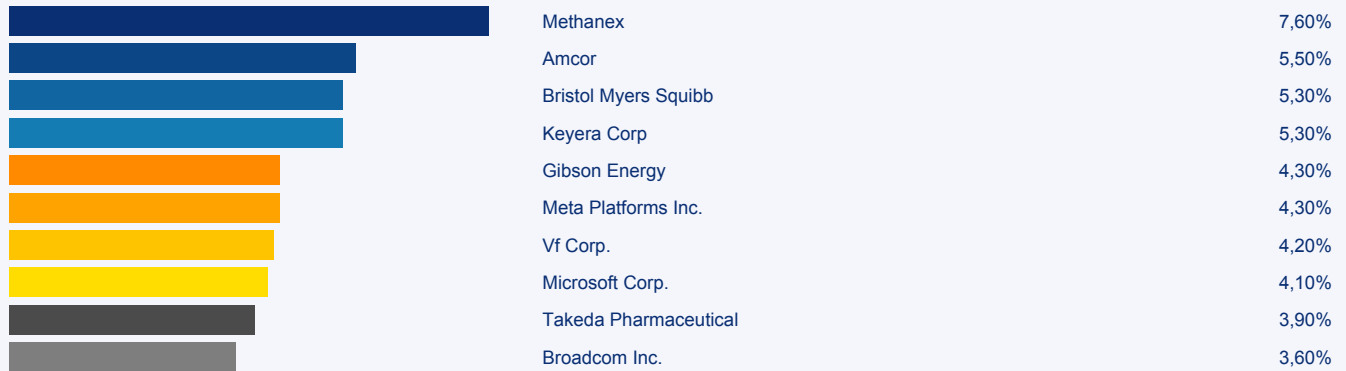 Methanex 7,60%
Amcor 5,50%
Bristol Myers Squibb 5,30%
Keyera Corp 5,30%
Gibson Energy 4,30%
Meta Platforms Inc. 4,30%
Vf Corp. 4,20%
Microsoft Corp. 4,10%
Takeda Pharmaceutical 3,90%
Broadcom Inc. 3,60%